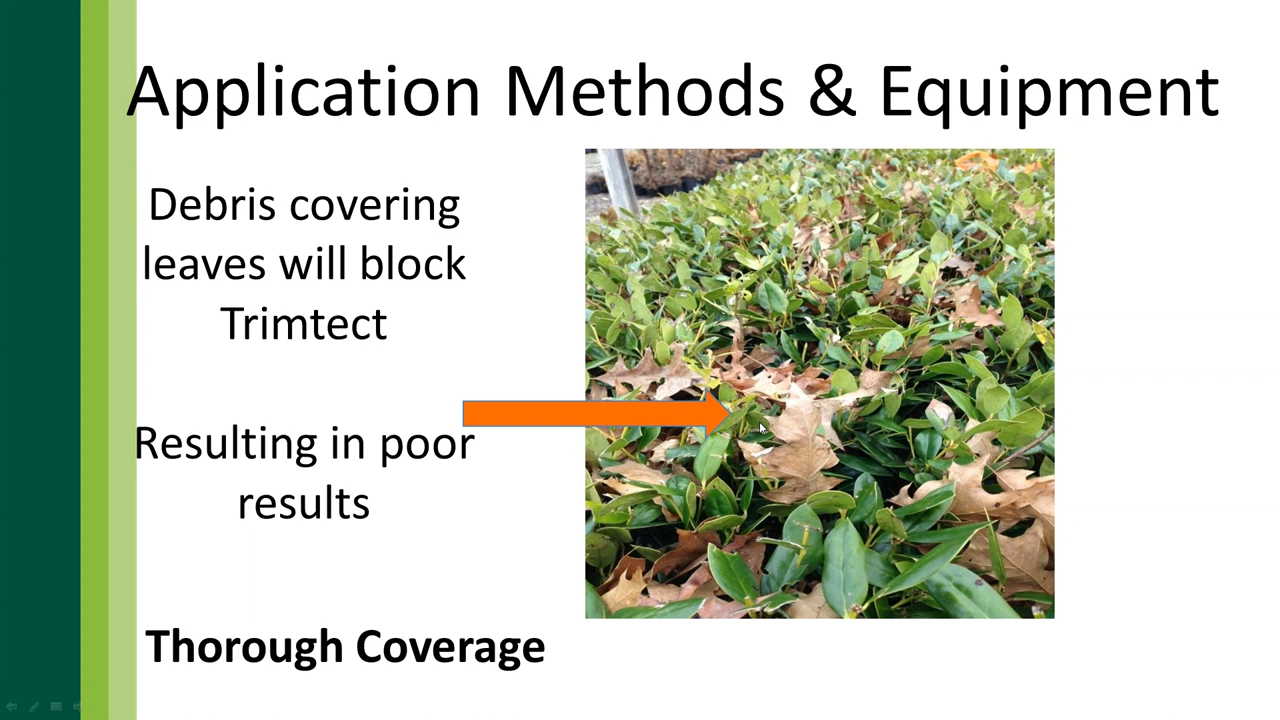 Application Methods & Equipment
Debris covering
leaves will block
Trimtect
Resulting in poor
results
Thorough Coverage